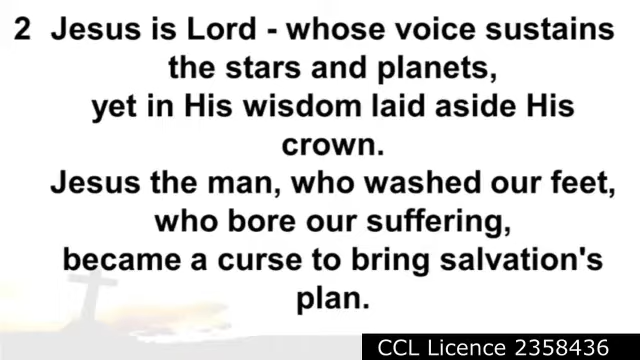 2 Jesus is Lord - whose voice sustains
the stars and planets,
yet in His wisdom laid aside His
crown.
Jesus the man, who washed our feet,
who bore our suffering,
became a curse to bring salvation's
plan.
CCL Licence 2358436